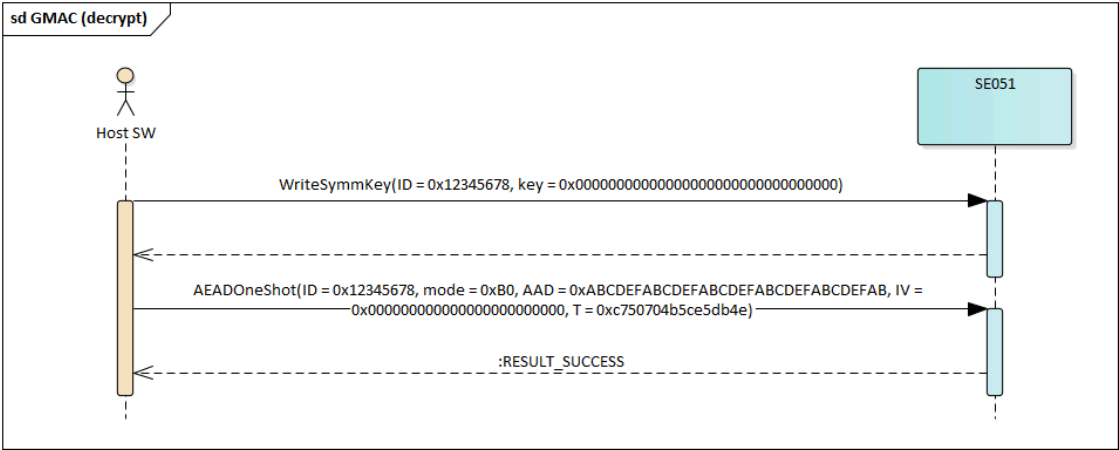 sd GMAC (decrypt)
SE051
Host SW
WriteSymmKey(ID = 0x12345678, key = 0x00000000000000000000000000000000)
AEADOneShot(ID = 0x12345678, mode = 0xB0, AAD = 0xABCDEFABCDEFABCDEFABCDEFABCDEFAB, IV =
0x000000000000000000000000, T = 0xc750704b5ce5db4e)
:RESULT_SUCCESS